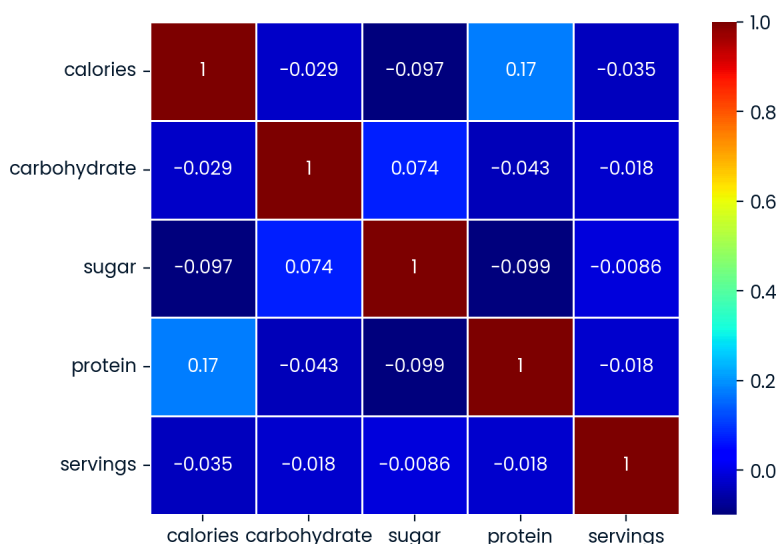 1.0
calories 1 -0.029 -0.097 0.17 -0.035
0.8
carbohydrate -0.029 1 0.074 -0.043 -0.018
0.6
sugar -0.097 0.074 1 -0.099 -0.0086
0.4
protein 0.17 -0.043 -0.099 1 -0.018
0.2
servings -0.035 -0.018 -0.0086 -0.018 1
0.0
calories carbohydrate sugar protein servings